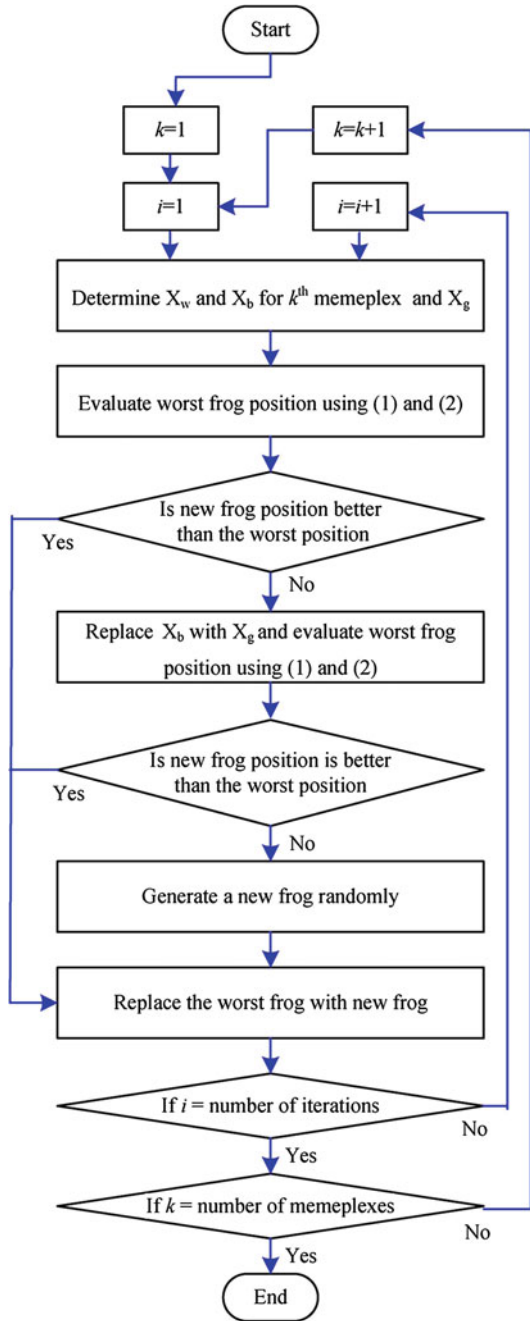 Start
k=1
k=k+1
i=1
i=i+1
Determine Xw and Xb for kth memeplex and Xg
Evaluate worst frog position using (1) and (2)
Is new frog position better
than the worst position
Yes
No
Replace Xb with Xg and evaluate worst frog
position using (1) and (2)
Is new frog position is better
than the worst position
Yes
No
Generate a new frog randomly
Replace the worst frog with new frog
If i = number of iterations
No
Yes
If k = number of memeplexes
No
Yes
End